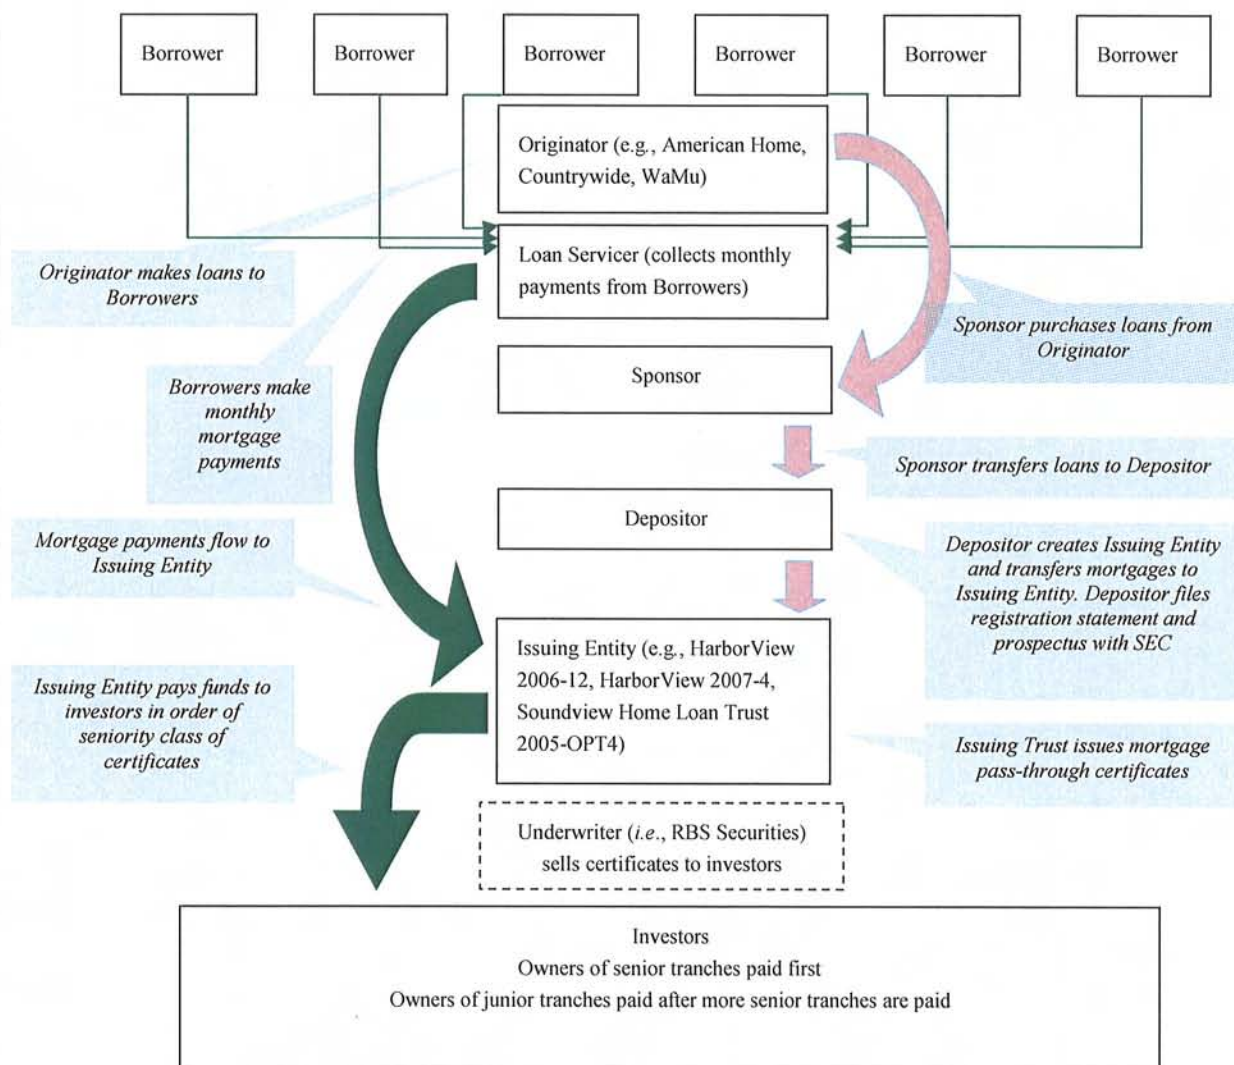 Borrower
Borrower
Borrower
Borrower
Borrower
Borrower
Originator (e.g., American Home,
Countrywide, WaMu)
Originator makes loans to
Borrowers
Loan Servicer (collects monthly
payments from Borrowers)
Sponsor purchases loans from
Originator
Borrowers make
monthly
mortgage
payments
Sponsor
Sponsor transfers loans to Depositor
Depositor
Mortgage payments flow to
Issuing Entity
Depositor creates Issuing Entity
and transfers mortgages to
Issuing Entity. Depositor files
registration statement and
prospectus with SEC
Issuing Entity (e.g., HarborView
2006-12, HarborView 2007-4,
Soundview Home Loan Trust
2005-OPT4)
Issuing Entity pays funds to
investors in order of
seniority class of
certificates
Issuing Trust issues mortgage
pass-through certificates
Underwriter (i.e., RBS Securities)
sells certificates to investors
Investors
Owners of senior tranches paid first
Owners of junior tranches paid after more senior tranches are paid